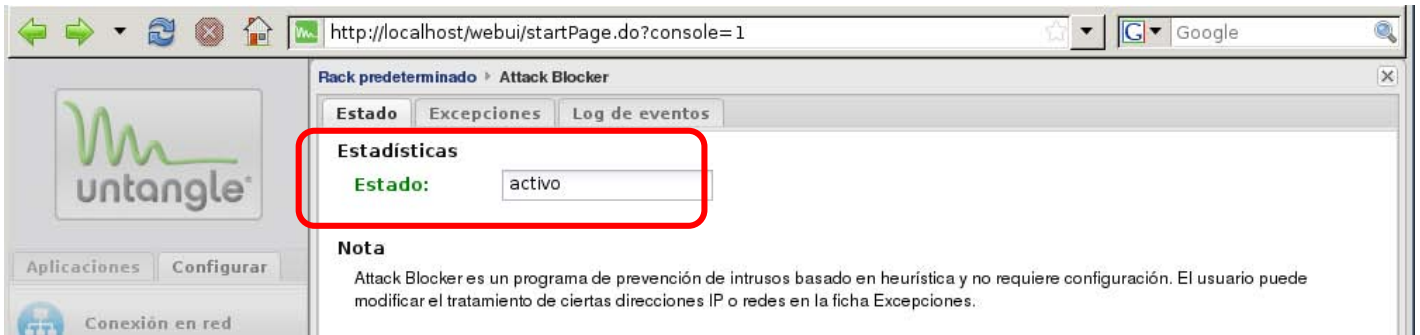 http://localhost/webui/startPage.do?console=1
G
Google
Rack predeterminado
Attack Blocker
Estado
Excepciones
Log de eventos
untangle
Estadísticas
Estado:
activo
Nota
Attack Blocker es un programa de prevención de intrusos basado en heurística y no requiere configuración. El usuario puede
modificar el tratamiento de ciertas direcciones IP o redes en la ficha Excepciones.
Aplicaciones
Configurar
Conexión en red